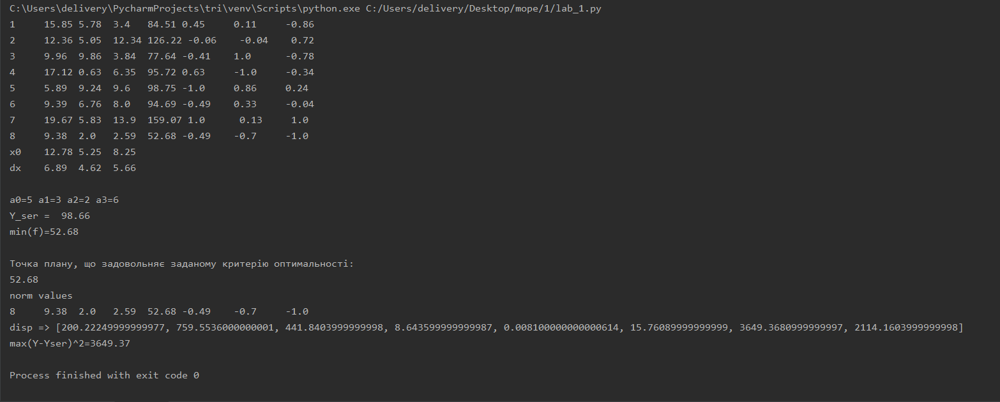 C:\Users\delivery\PycharmProjects\tri\venv\Scripts\python.exe C:/Users/delivery/Desktop/mope/1/lab_1.py
1     15.85 5.78  3.4   84.51 0.45     0.11     -0.86
2     12.36 5.05  12.34 126.22 -0.06    -0.04    0.72
3     9.96  9.86  3.84  77.64 -0.41    1.0      -0.78
4     17.12 0.63  6.35  95.72 0.63     -1.0     -0.34
5     5.89  9.24  9.6   98.75 -1.0     0.86     0.24
6     9.39  6.76  8.0   94.69 -0.49    0.33     -0.04
7     19.67 5.83  13.9  159.07 1.0      0.13     1.0
8     9.38  2.0   2.59  52.68 -0.49    -0.7     -1.0
x0    12.78 5.25  8.25
dx    6.89  4.62  5.66
a0=5 a1=3 a2=2 a3=6
Y_ser =  98.66
min(f)=52.68
Точка плану, що задовольняє заданому критерію оптимальності:
52.68
norm values
8     9.38  2.0   2.59  52.68 -0.49    -0.7     -1.0
disp => [200.22249999999977, 759.5536000000001, 441.8403999999998, 8.643599999999987, 0.008100000000000614, 15.76089999999999, 3649.3680999999997, 2114.1603999999998]
max(Y-Yser)^2=3649.37
Process finished with exit code 0